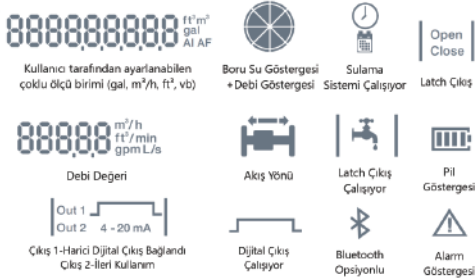 888888888 ft³m³
gal
AI AF
Kullanıcı tarafından ayarlanabilen
çoklu ölçü birimi (gal, m³/h, ft³, vb)
Boru Su Göstergesi
+Debi Göstergesi
Sulama
Sistemi Çalışıyor
Open
Close
Latch Çıkış
88888 m³/h
ft³/min
gpm L/s
Debi Değeri
Akış Yönü
Latch Çıkış
Çalışıyor
Pil
Göstergesi
Out 1
Out 2 4 - 20 mA
Çıkış 1-Harici Dijital Çıkış Bağlandı
Çıkış 2-İleri Kullanım
Dijital Çıkış
Çalışıyor
Bluetooth
Opsiyonlu
Alarm
Göstergesi